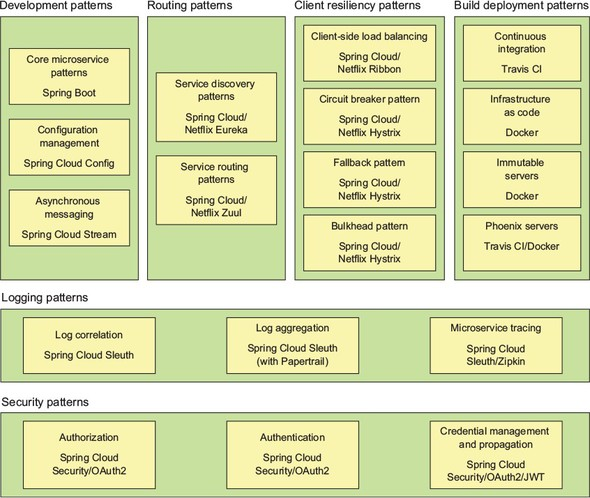 Development patterns
Core microservice
patterns
Spring Boot
Configuration
management
Spring Cloud Config
Asynchronous
messaging
Spring Cloud Stream
Routing patterns
Service discovery
patterns
Spring Cloud/
Netflix Eureka
Service routing
patterns
Spring Cloud/
Netflix Zuul
Client resiliency patterns
Client-side load balancing
Spring Cloud/
Netflix Ribbon
Circuit breaker pattern
Spring Cloud/
Netflix Hystrix
Fallback pattern
Spring Cloud/
Netflix Hystrix
Bulkhead pattern
Spring Cloud/
Netflix Hystrix
Build deployment patterns
Continuous
integration
Travis CI
Infrastructure
as code
Docker
Immutable
servers
Docker
Phoenix servers
Travis CI/Docker
Logging patterns
Log correlation
Spring Cloud Sleuth
Log aggregation
Spring Cloud Sleuth
(with Papertrail)
Microservice tracing
Spring Cloud
Sleuth/Zipkin
Security patterns
Authorization
Spring Cloud
Security/OAuth2
Authentication
Spring Cloud
Security/OAuth2
Credential management
and propagation
Spring Cloud
Security/OAuth2/JWT